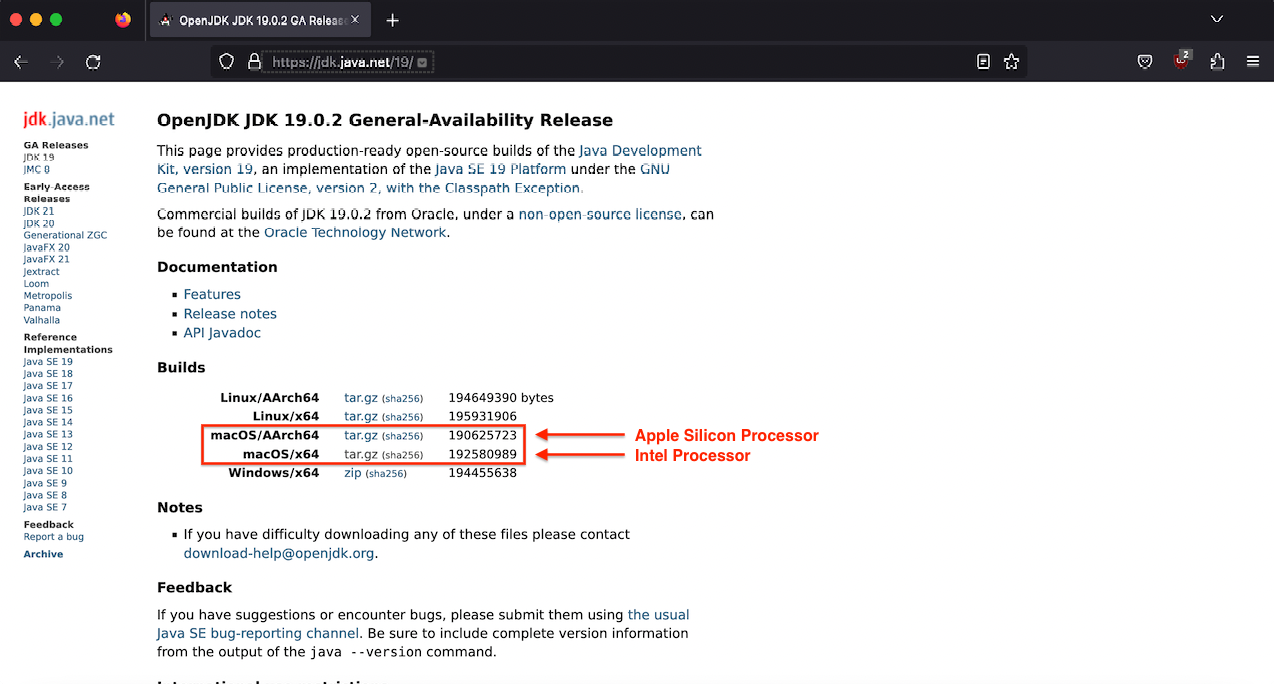 OpenJDK JDK 19.0.2 GA Releas
https://jdk.java.net/19/
2
jdk.java.net
GA Releases
JDK 19
JMC 8
Early-Access
Releases
JDK 21
JDK 20
Generational ZGC
JavaFX 20
JavaFX 21
Jextract
Loom
Metropolis
Panama
Valhalla
Reference
Implementations
Java SE 19
Java SE 18
Java SE 17
Java SE 16
Java SE 15
Java SE 14
Java SE 13
Java SE 12
Java SE 11
Java SE 10
Java SE 9
Java SE 8
Java SE 7
Feedback
Report a bug
Archive
OpenJDK JDK 19.0.2 General-Availability Release
This page provides production-ready open-source builds of the Java Development
Kit, version 19, an implementation of the Java SE 19 Platform under the GNU
General Public License, version 2, with the Classpath Exception.
Commercial builds of JDK 19.0.2 from Oracle, under a non-open-source license, can
be found at the Oracle Technology Network.
Documentation
▪ Features
▪ Release notes
▪ API Javadoc
Builds
Linux/AArch64 tar.gz (sha256) 194649390 bytes
Linux/x64 tar.gz (sha256) 195931906
macOS/AArch64 tar.gz (sha256) 190625723 Apple Silicon Processor
macOS/x64 tar.gz (sha256) 192580989 Intel Processor
Windows/x64 zip (sha256) 194455638
Notes
▪ If you have difficulty downloading any of these files please contact
download-help@openjdk.org.
Feedback
If you have suggestions or encounter bugs, please submit them using the usual
Java SE bug-reporting channel. Be sure to include complete version information
from the output of the java --version command.